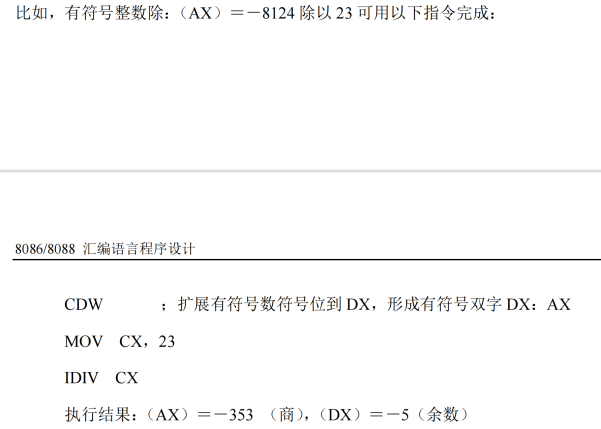 比如，有符号整数除：（AX）＝－8124 除以 23 可用以下指令完成：
8086/8088 汇编语言程序设计
CDW ；扩展有符号数符号位到 DX，形成有符号双字 DX：AX
MOV CX，23
IDIV CX
执行结果：（AX）＝－353 （商），（DX）＝－5（余数）